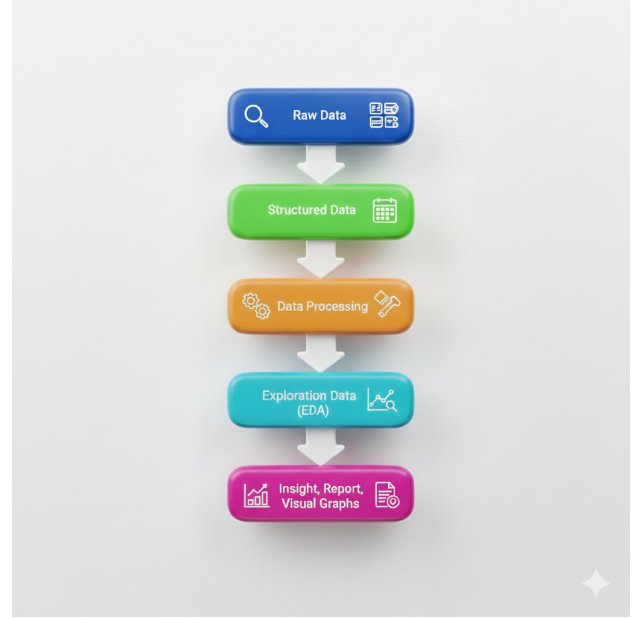 Raw Data
Structured Data
Data Processing
Exploration Data
(EDA)
Insight, Report,
Visual Graphs